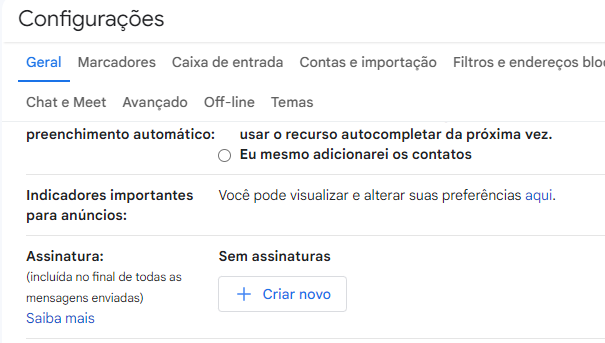 Configurações
Geral Marcadores Caixa de entrada Contas e importação Filtros e endereços bloc
Chat e Meet Avançado Off-line Temas
preenchimento automático: usar o recurso autocompletar da próxima vez.
Eu mesmo adicionarei os contatos
Indicadores importantes Você pode visualizar e alterar suas preferências aqui.
para anúncios:
Assinatura: Sem assinaturas
(incluída no final de todas as
mensagens enviadas) + Criar novo
Saiba mais